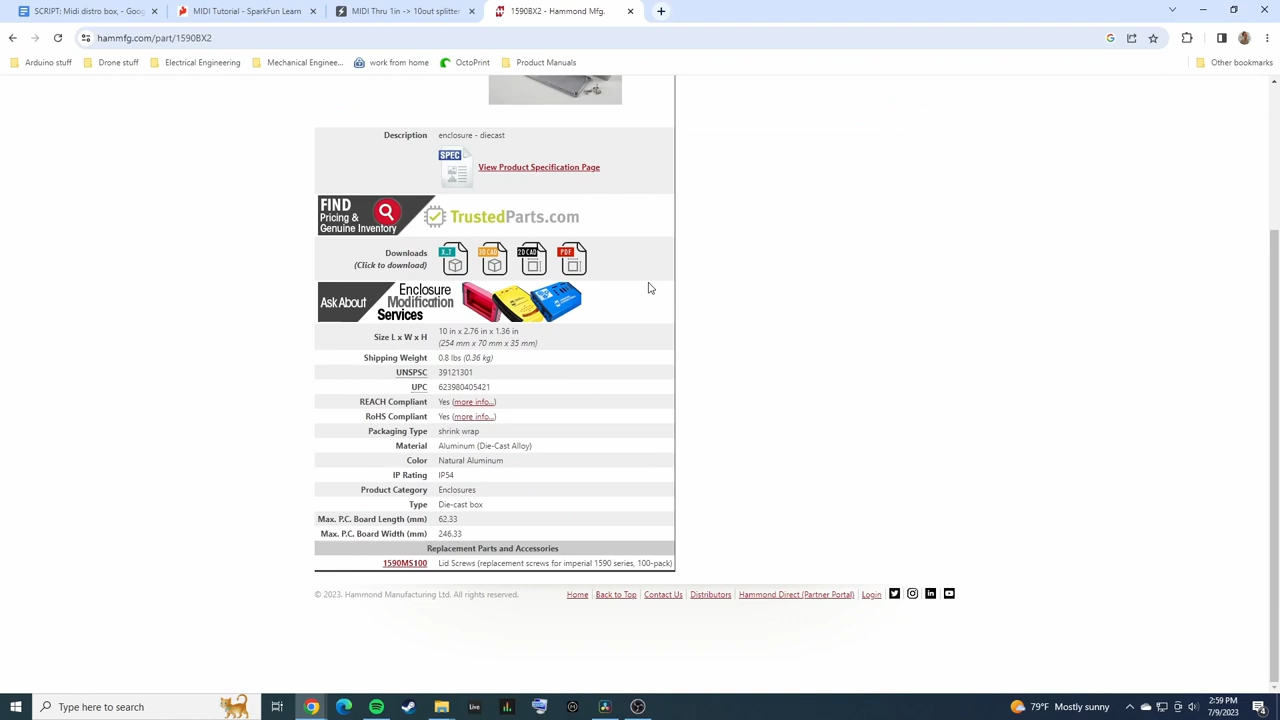 SCRIPT: Midi distro box, - Goog
MIDI Tutorial - SparkFun Learn
MIDI Thru 1in -> 10out splitter
1590BX2 - Hammond Mfg.
hammfg.com/part/1590BX2
Arduino stuff
Drone stuff
Electrical Engineering
Mechanical Enginee...
work from home
OctoPrint
Product Manuals
Other bookmarks
Description enclosure - diecast
SPEC
View Product Specification Page
FIND
Pricing &
Genuine Inventory
TrustedParts.com
Downloads
(Click to download)
X_T
3D CAD
2D CAD
PDF
Ask About
Enclosure
Modification
Services
Size L x W x H
10 in x 2.76 in x 1.36 in
(254 mm x 70 mm x 35 mm)
Shipping Weight 0.8 lbs (0.36 kg)
UNSPSC 39121301
UPC 623980405421
REACH Compliant Yes (more info...)
RoHS Compliant Yes (more info...)
Packaging Type shrink wrap
Material Aluminum (Die-Cast Alloy)
Color Natural Aluminum
IP Rating IP54
Product Category Enclosures
Type Die-cast box
Max. P.C. Board Length (mm) 62.33
Max. P.C. Board Width (mm) 246.33
Replacement Parts and Accessories
1590MS100 Lid Screws (replacement screws for imperial 1590 series, 100-pack)
© 2023. Hammond Manufacturing Ltd. All rights reserved.
Home | Back to Top | Contact Us | Distributors | Hammond Direct (Partner Portal) | Login
Type here to search
Live
79°F Mostly sunny
2:59 PM
7/9/2023